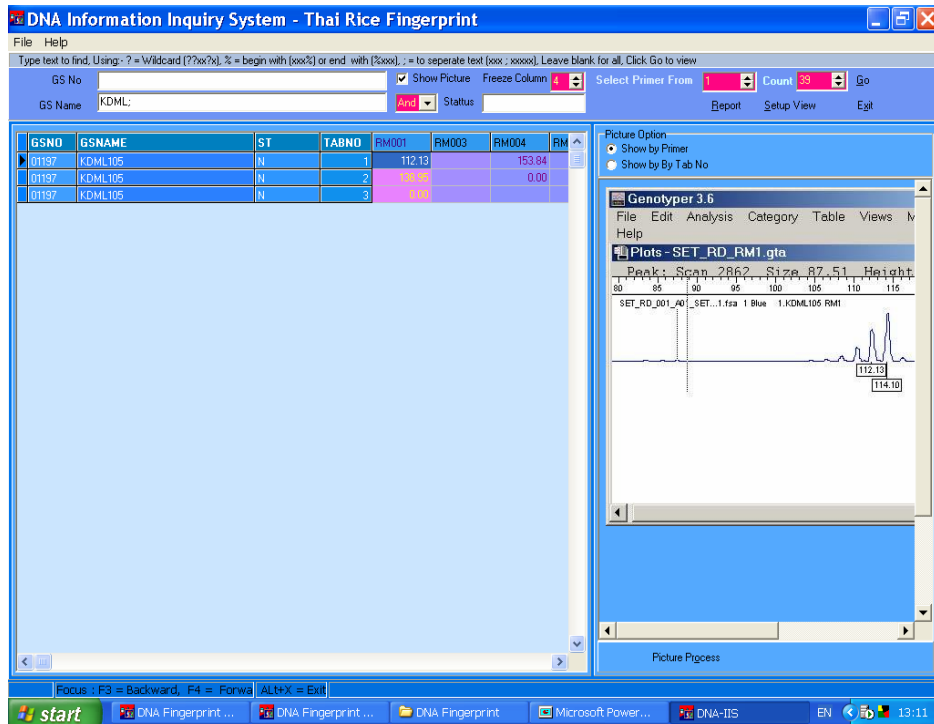 DNA Information Inquiry System - Thai Rice Fingerprint
File Help
Type text to find, Using:- ? = Wildcard (??xx?x), % = begin with (xxx%) or end with (%xxx), ; = to seperate text (xxx ; xxxxx), Leave blank for all, Click Go to view
GS No Show Picture Freeze Column 4 Select Primer From 1 Count 39 Go
GS Name KDML; And Stattus Report Setup View Exit
GSNO GSNAME ST TABNO RM001 RM003 RM004 RM
01197 KDML105 N 1 112.13 153.84
01197 KDML105 N 2 138.95 0.00
01197 KDML105 N 3 0.00
Picture Option
Show by Primer
Show by By Tab No
Genotyper 3.6
File Edit Analysis Category Table Views M
Help
Plots - SET_RD_RM1.gta
Peak: Scan 2862 Size 87.51 Height
80 85 90 95 100 105 110 115
SET_RD_001_A01_SET...1.fsa 1 Blue 1.KDML105 RM1
112.13
114.10
Picture Process
Focus : F3 = Backward, F4 = Forwa ALt+X = Exit
start DNA Fingerprint ... DNA Fingerprint ... DNA Fingerprint Microsoft Power... DNA-IIS EN 13:11